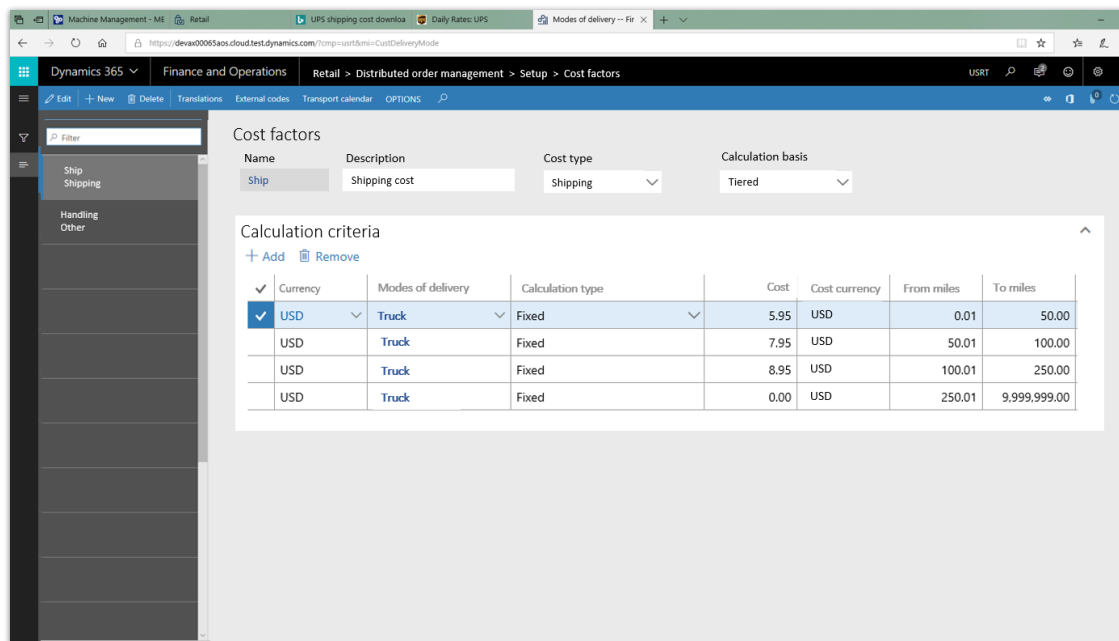 Machine Management - ME Retail UPS shipping cost downloa Daily Rates: UPS Modes of delivery -- Fir
https://devax00065aos.cloud.test.dynamics.com/?cmp=usrt&mi=CustDeliveryMode
Dynamics 365 Finance and Operations Retail > Distributed order management > Setup > Cost factors USRT
Edit + New Delete Translations External codes Transport calendar OPTIONS 0
Filter
Ship
Shipping
Handling
Other
Cost factors
Name Description Cost type Calculation basis
Ship Shipping cost Shipping Tiered
Calculation criteria
+ Add Remove
Currency Modes of delivery Calculation type Cost Cost currency From miles To miles
USD Truck Fixed 5.95 USD 0.01 50.00
USD Truck Fixed 7.95 USD 50.01 100.00
USD Truck Fixed 8.95 USD 100.01 250.00
USD Truck Fixed 0.00 USD 250.01 9,999,999.00